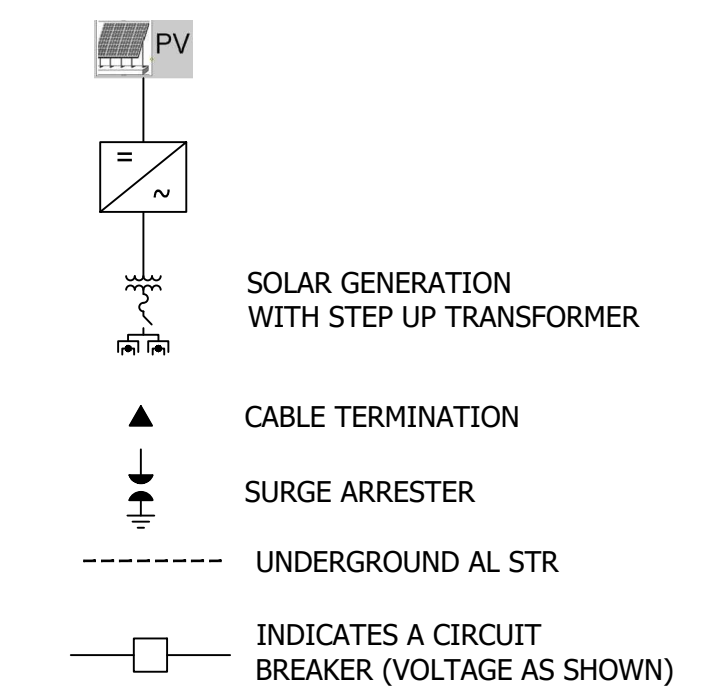 PV
=
~
SOLAR GENERATION
WITH STEP UP TRANSFORMER
CABLE TERMINATION
SURGE ARRESTER
UNDERGROUND AL STR
INDICATES A CIRCUIT
BREAKER (VOLTAGE AS SHOWN)